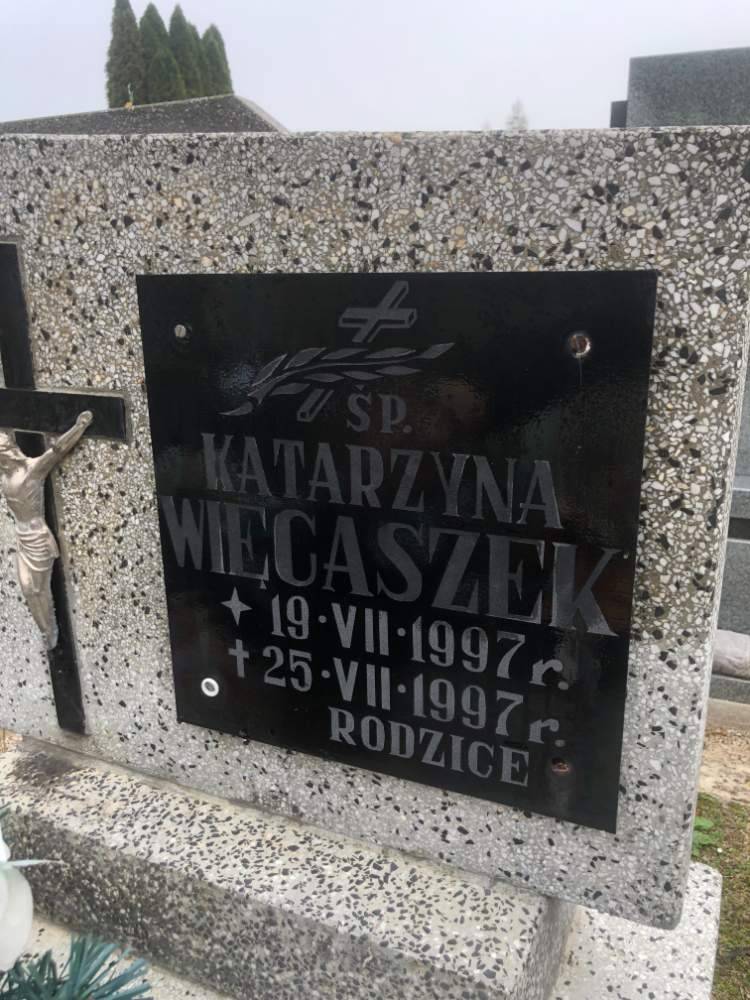 ŚP.
KATARZYNA
WIĘCASZEK
19·VII·1997 r.
25·VII·1997 r.
RODZICE